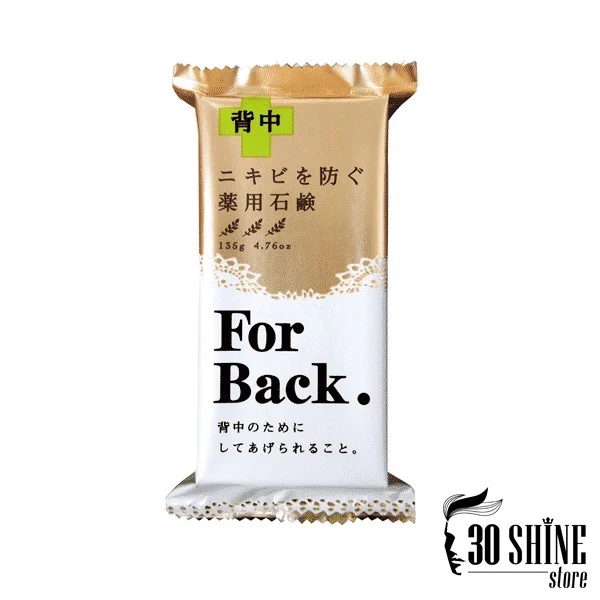 背中
ニキビを防ぐ
薬用石鹸
135g 4.76oz
For
Back.
背中のために
してあげられること。
30 SHINE
store